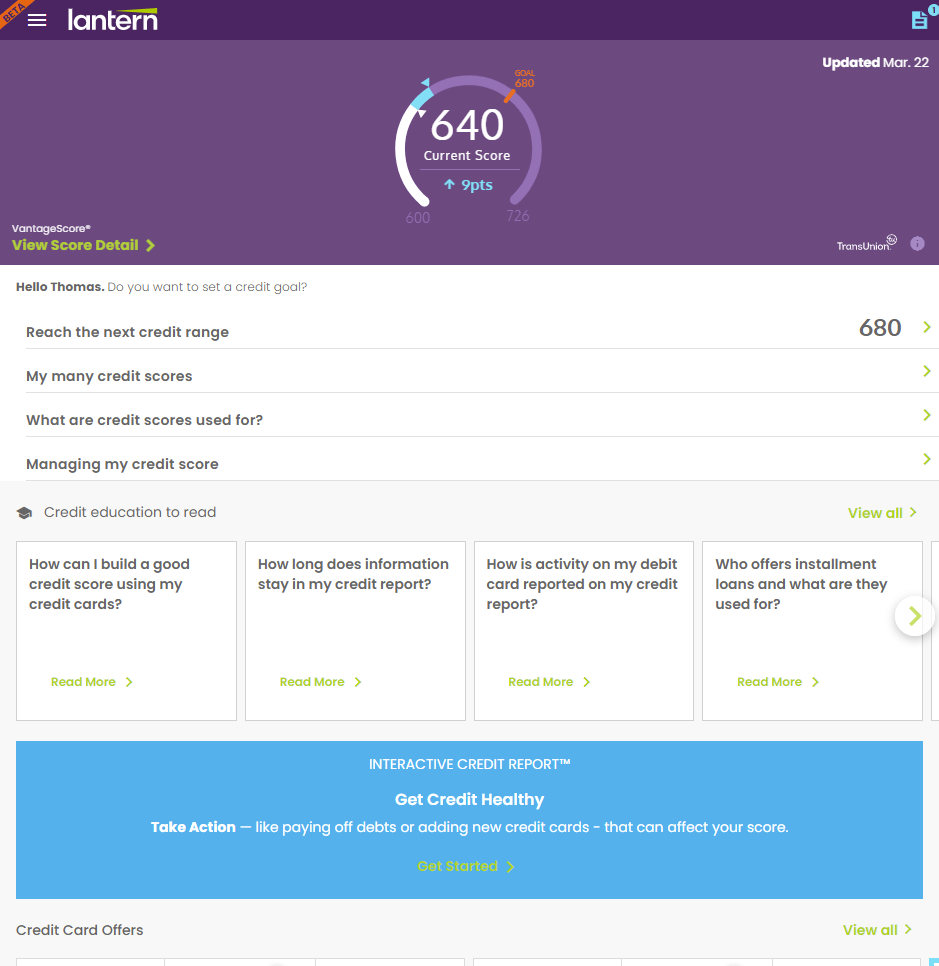 BETA
lantern
1
Updated Mar. 22
GOAL
680
640
Current Score
9pts
600
726
VantageScore®
View Score Detail
TransUnion
tu
i
Hello Thomas. Do you want to set a credit goal?
Reach the next credit range
680
My many credit scores
What are credit scores used for?
Managing my credit score
Credit education to read
View all
How can I build a good
credit score using my
credit cards?
Read More
How long does information
stay in my credit report?
Read More
How is activity on my debit
card reported on my credit
report?
Read More
Who offers installment
loans and what are they
used for?
Read More
INTERACTIVE CREDIT REPORT™
Get Credit Healthy
Take Action — like paying off debts or adding new credit cards - that can affect your score.
Get Started
Credit Card Offers
View all